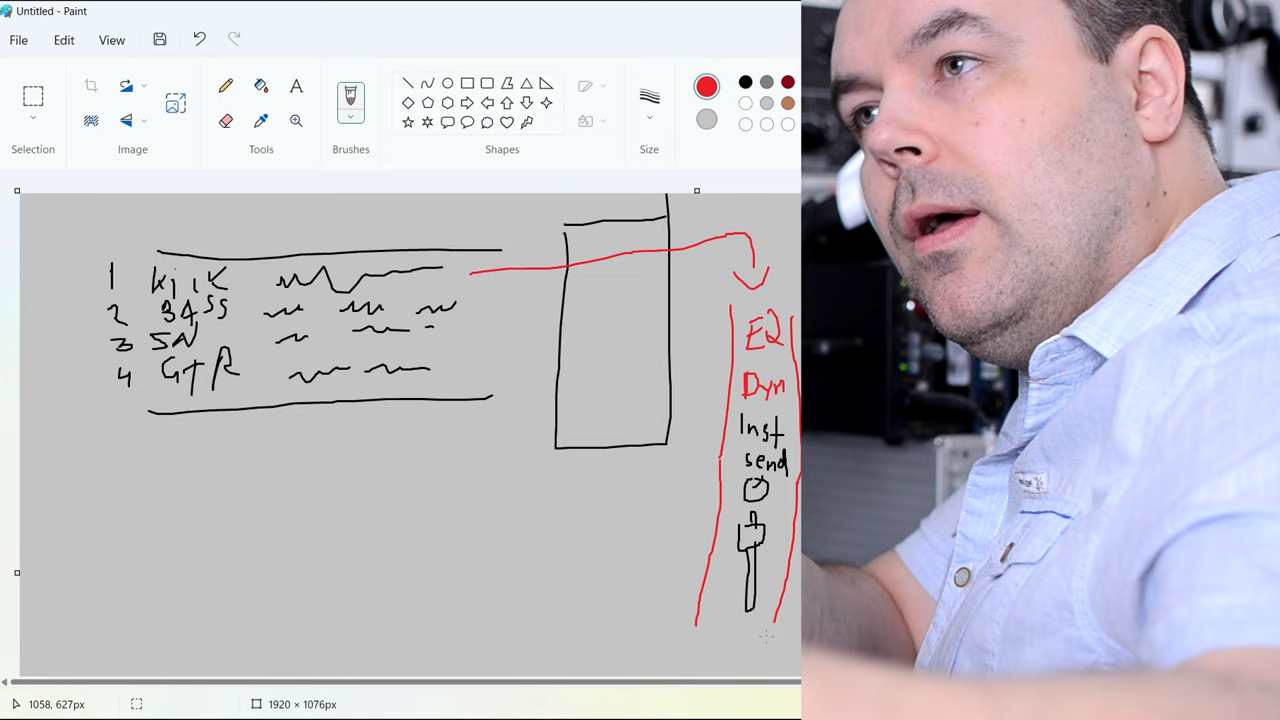 Untitled - Paint
File Edit View
Selection Image Tools Brushes Shapes Size
1 Kick
2 BASS
3 SN
4 GTR
EQ
Dyn
Inst
send
1058, 627px 1920 × 1076px